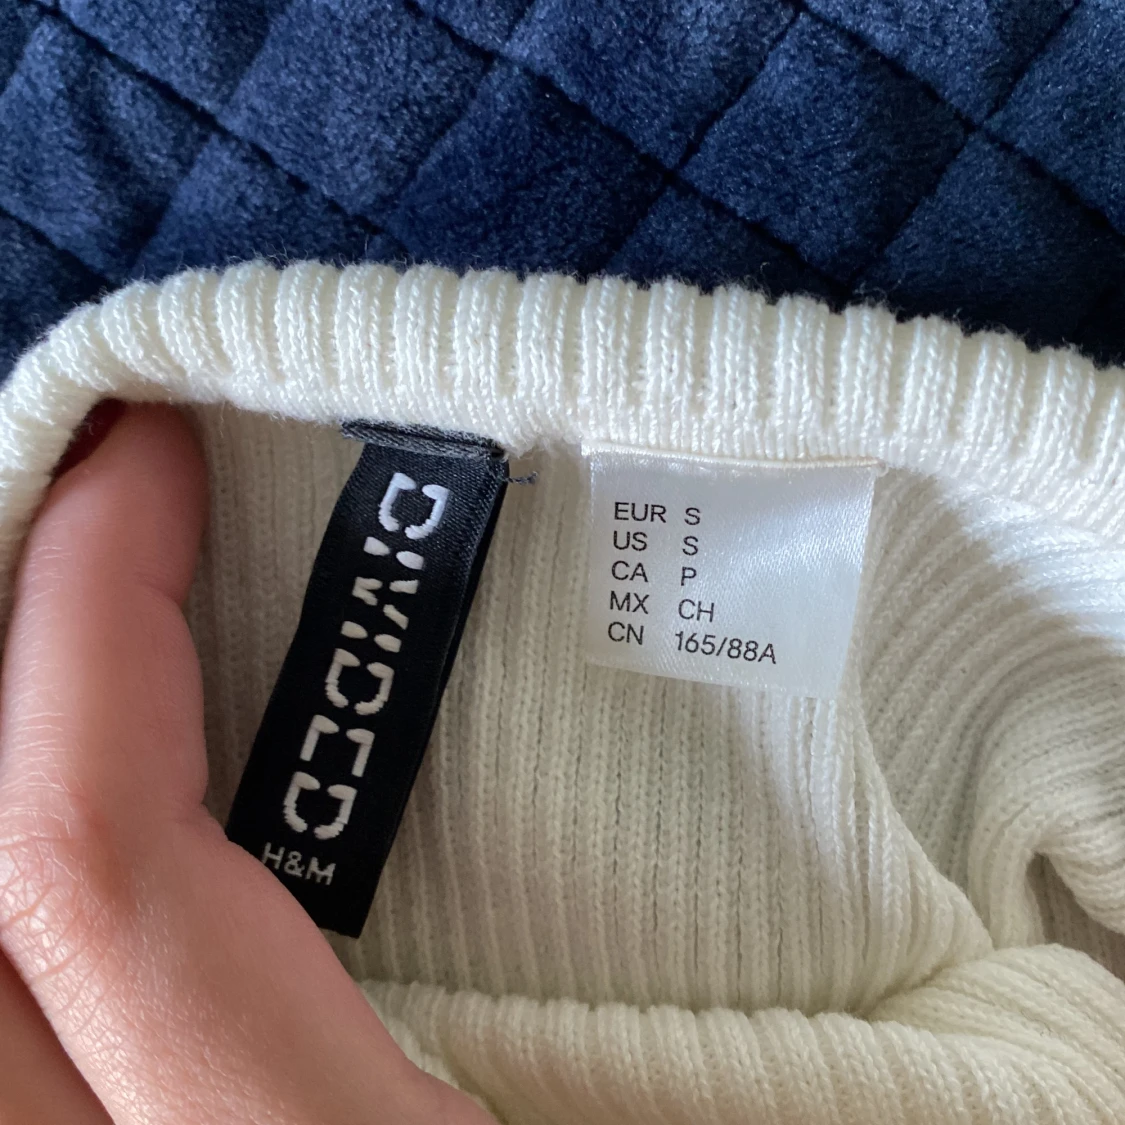 DIVIDED
H&M
EUR S
US S
CA P
MX CH
CN 165/88A